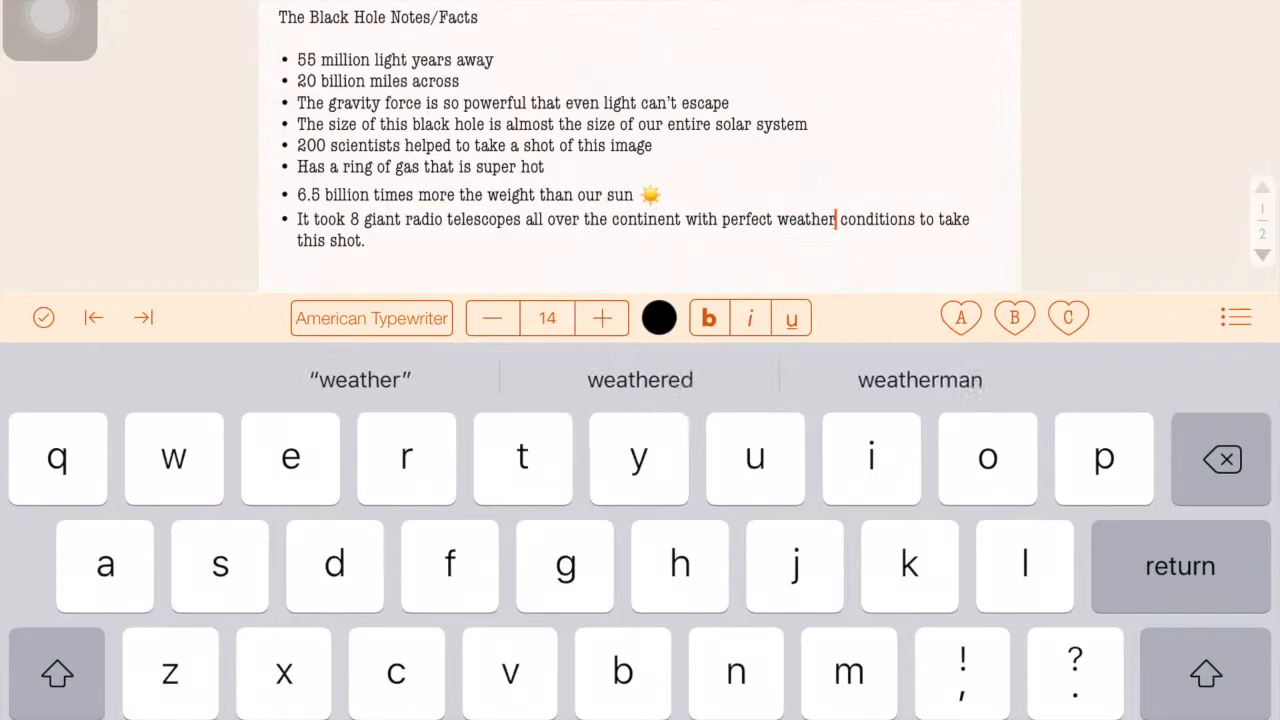 The Black Hole Notes/Facts
• 55 million light years away
• 20 billion miles across
• The gravity force is so powerful that even light can’t escape
• The size of this black hole is almost the size of our entire solar system
• 200 scientists helped to take a shot of this image
• Has a ring of gas that is super hot
• 6.5 billion times more the weight than our sun ☀️
• It took 8 giant radio telescopes all over the continent with perfect weather conditions to take
this shot.
1
2
American Typewriter — 14 + b i u A B C
“weather” weathered weatherman
q w e r t y u i o p
a s d f g h j k l return
z x c v b n m ! , ? .